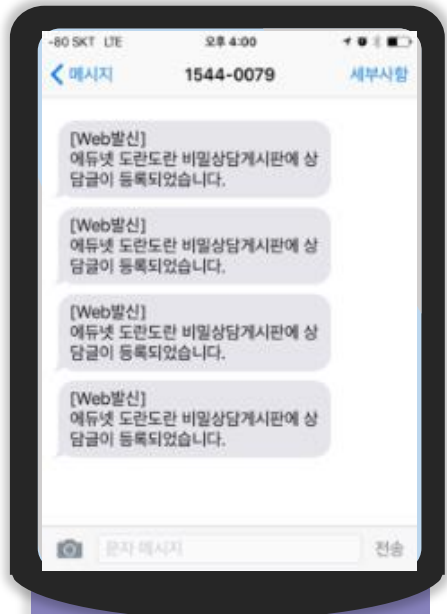 -80 SKT LTE 오후 4:00
메시지 1544-0079 세부사항
[Web발신]
에듀넷 도란도란 비밀상담게시판에 상
담글이 등록되었습니다.
[Web발신]
에듀넷 도란도란 비밀상담게시판에 상
담글이 등록되었습니다.
[Web발신]
에듀넷 도란도란 비밀상담게시판에 상
담글이 등록되었습니다.
[Web발신]
에듀넷 도란도란 비밀상담게시판에 상
담글이 등록되었습니다.
문자 메시지 전송